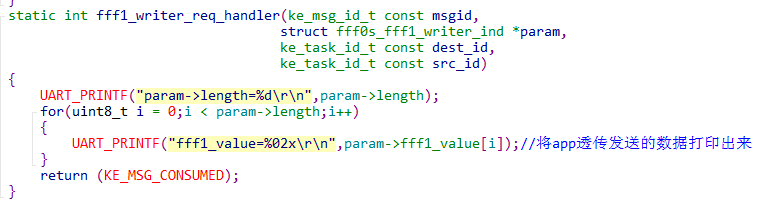 }
static int fff1_writer_req_handler(ke_msg_id_t const msgid,
struct fff0s_fff1_writer_ind *param,
ke_task_id_t const dest_id,
ke_task_id_t const src_id)
{
UART_PRINTF("param->length=%d\r\n",param->length);
for(uint8_t i = 0;i < param->length;i++)
{
UART_PRINTF("fff1_value=%02x\r\n",param->fff1_value[i]);//将app透传发送的数据打印出来
}
return (KE_MSG_CONSUMED);
}